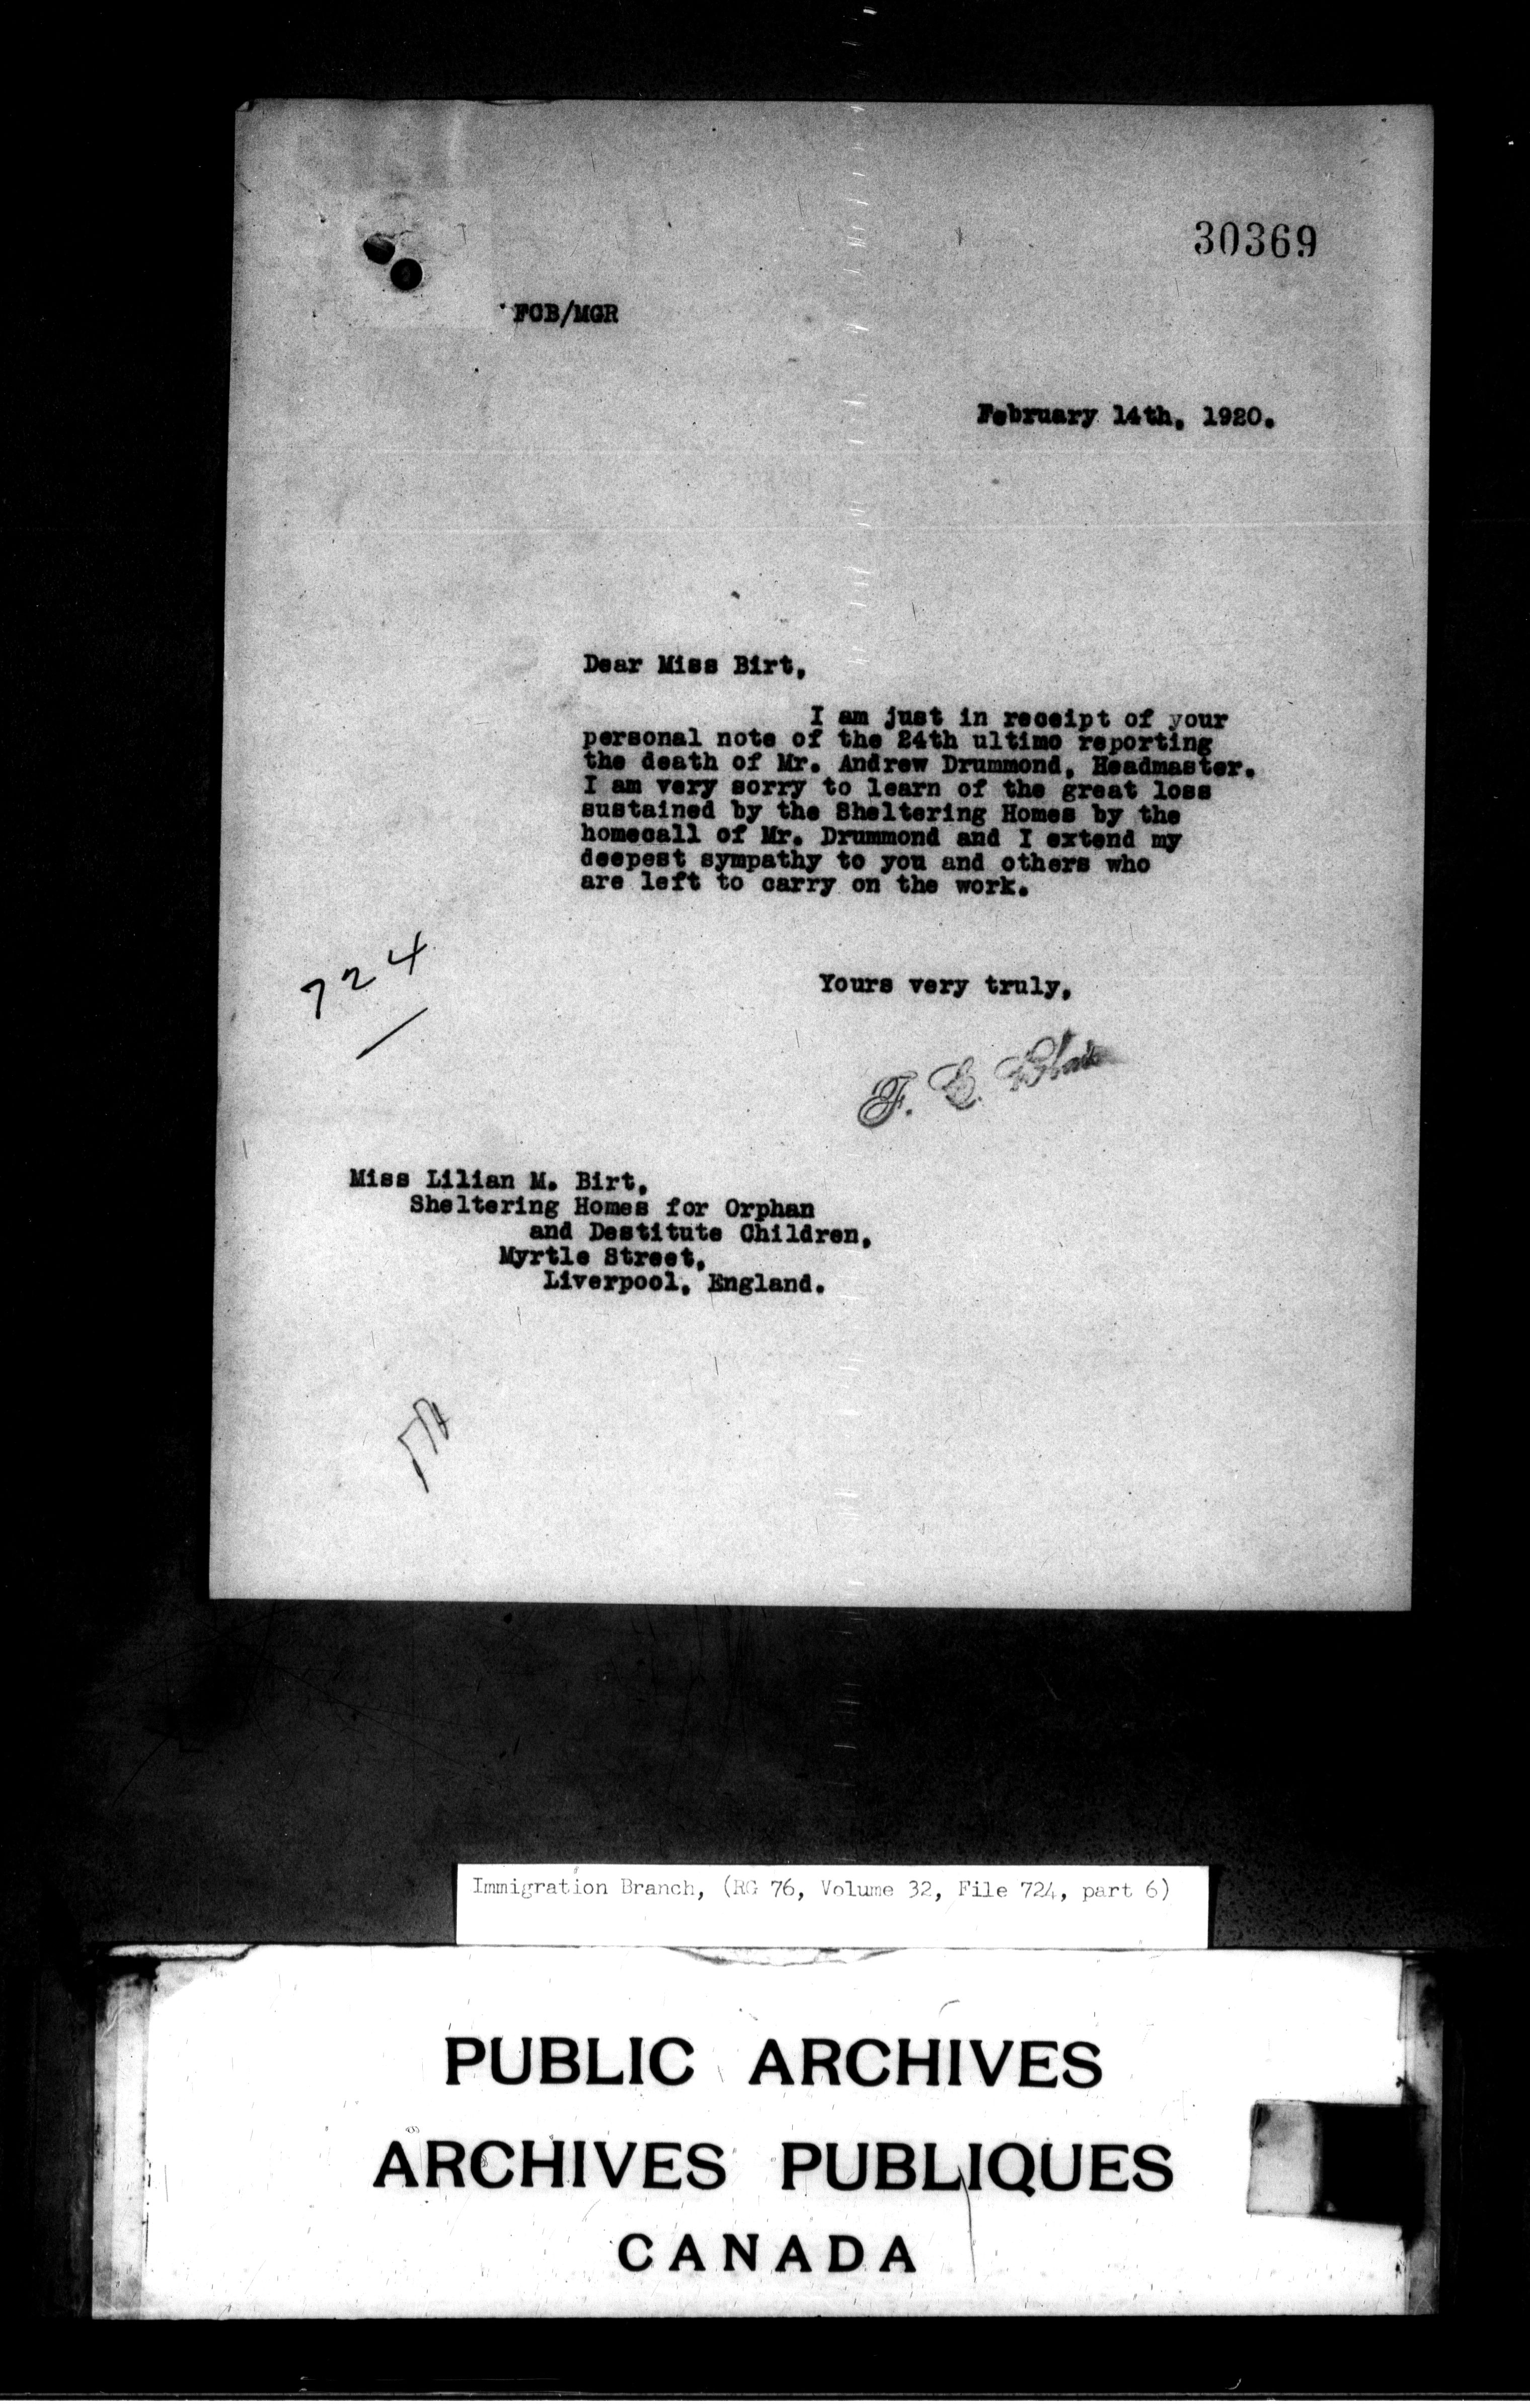 30369
FCB/MGR
February 14th, 1920.
Dear Miss Birt,
I am just in receipt of your
personal note of the 24th ultimo reporting
the death of Mr. Andrew Drummond, Headmaster.
I am very sorry to learn of the great loss
sustained by the Sheltering Homes by the
homecall of Mr. Drummond and I extend my
deepest sympathy to you and others who
are left to carry on the work.
724
Yours very truly,
F. C. Blair
Miss Lilian M. Birt,
Sheltering Homes for Orphan
and Destitute Children,
Myrtle Street,
Liverpool, England.
Immigration Branch, (RG 76, Volume 32, File 724, part 6)
PUBLIC ARCHIVES
ARCHIVES PUBLIQUES
CANADA